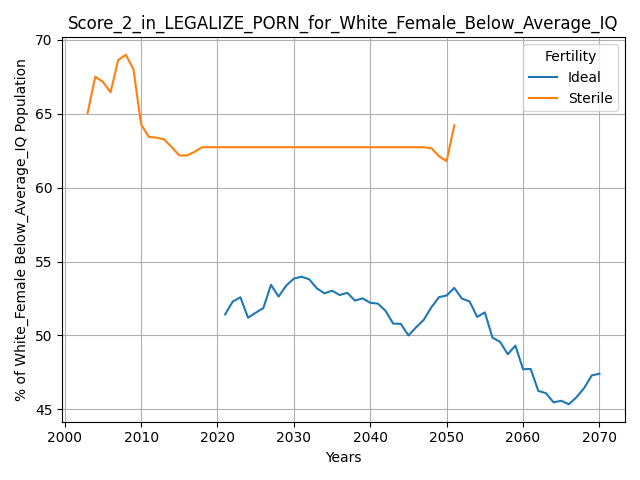 Score_2_in_LEGALIZE_PORN_for_White_Female_Below_Average_IQ
% of White_Female Below_Average_IQ Population
70
65
60
55
50
45
Fertility
Ideal
Sterile
2000 2010 2020 2030 2040 2050 2060 2070
Years